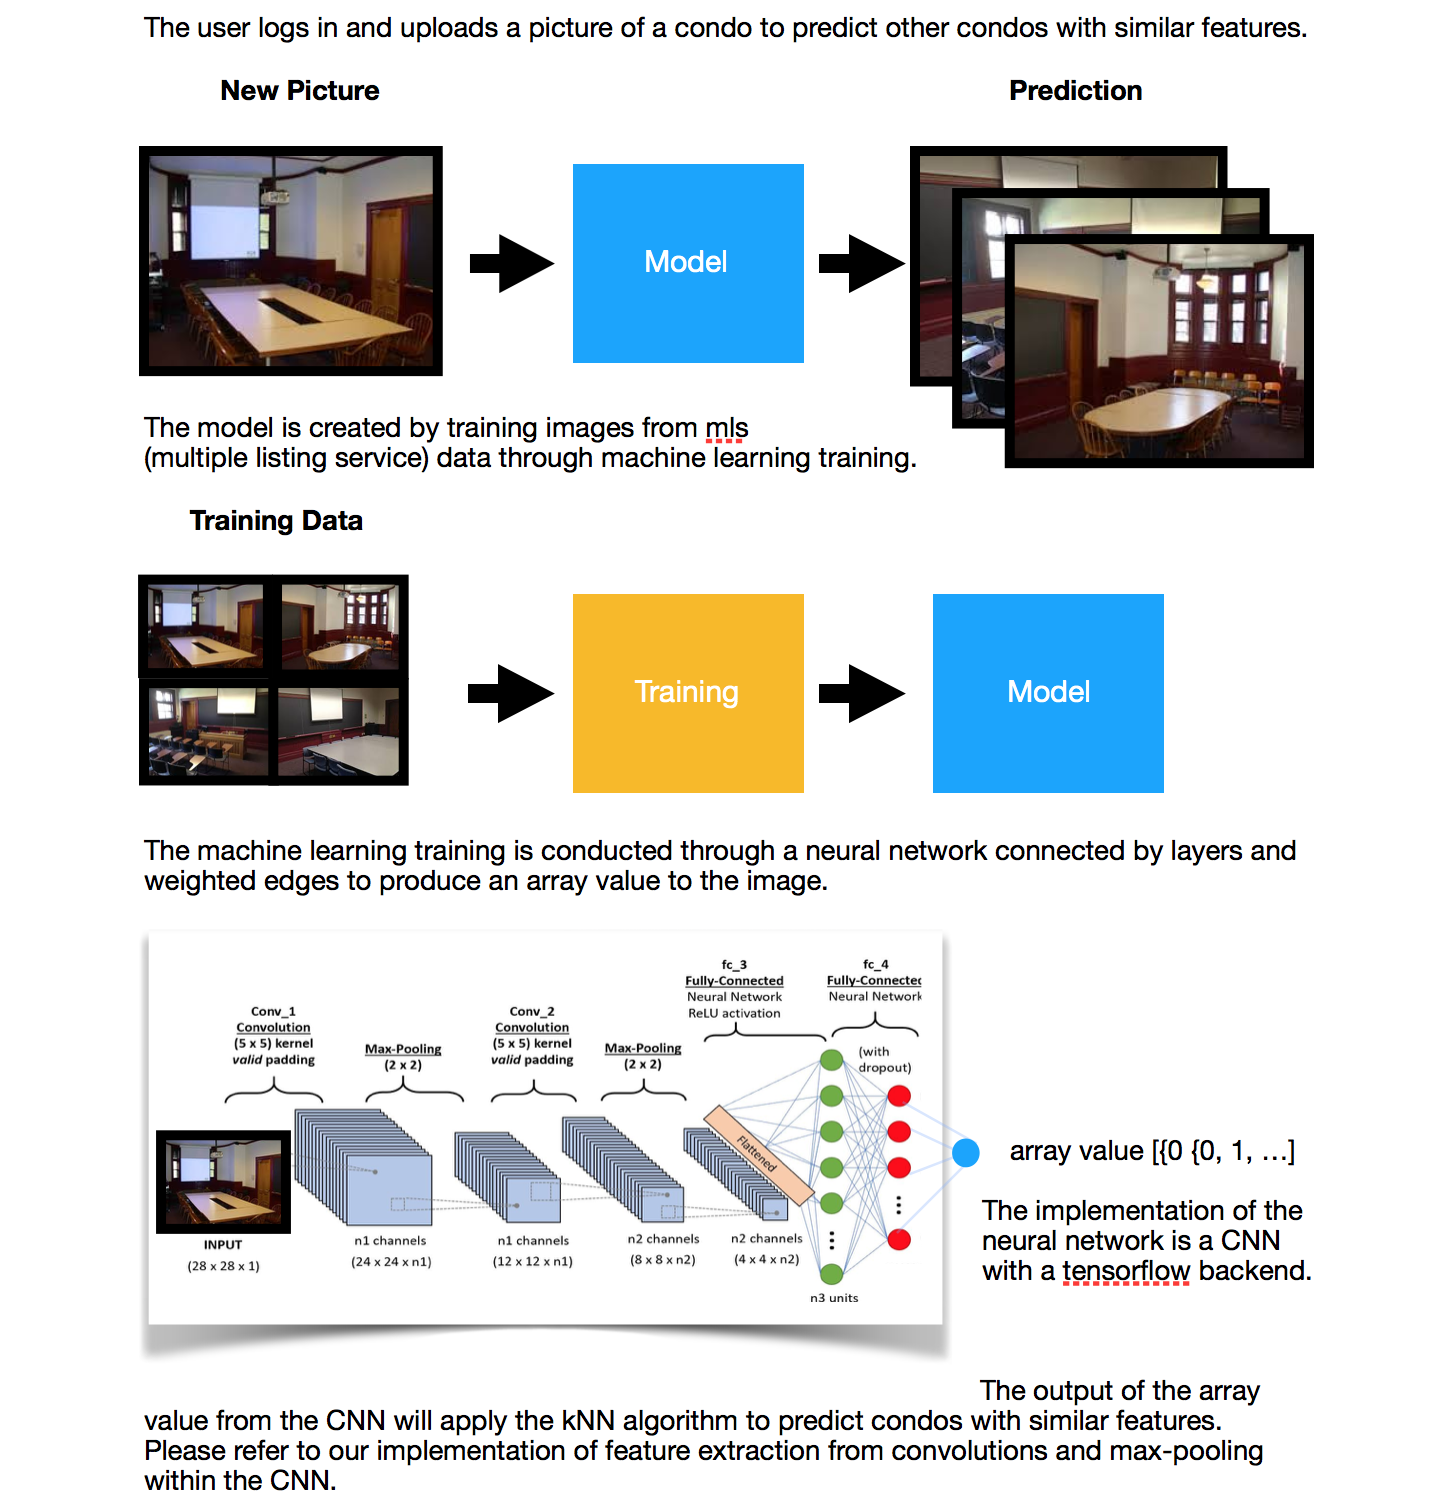 The user logs in and uploads a picture of a condo to predict other condos with similar features.
New Picture
Prediction
Model
The model is created by training images from mls
(multiple listing service) data through machine learning training.
Training Data
Training
Model
The machine learning training is conducted through a neural network connected by layers and
weighted edges to produce an array value to the image.
Conv_1
Convolution
(5 x 5) kernel
valid padding
Max-Pooling
(2 x 2)
Conv_2
Convolution
(5 x 5) kernel
valid padding
Max-Pooling
(2 x 2)
fc_3
Fully-Connected
Neural Network
ReLU activation
fc_4
Fully-Connected
Neural Network
(with
dropout)
Flattened
INPUT
(28 x 28 x 1)
n1 channels
(24 x 24 x n1)
n1 channels
(12 x 12 x n1)
n2 channels
(8 x 8 x n2)
n2 channels
(4 x 4 x n2)
n3 units
array value [{0 {0, 1, ...]
The implementation of the
neural network is a CNN
with a tensorflow backend.
The output of the array
value from the CNN will apply the kNN algorithm to predict condos with similar features.
Please refer to our implementation of feature extraction from convolutions and max-pooling
within the CNN.